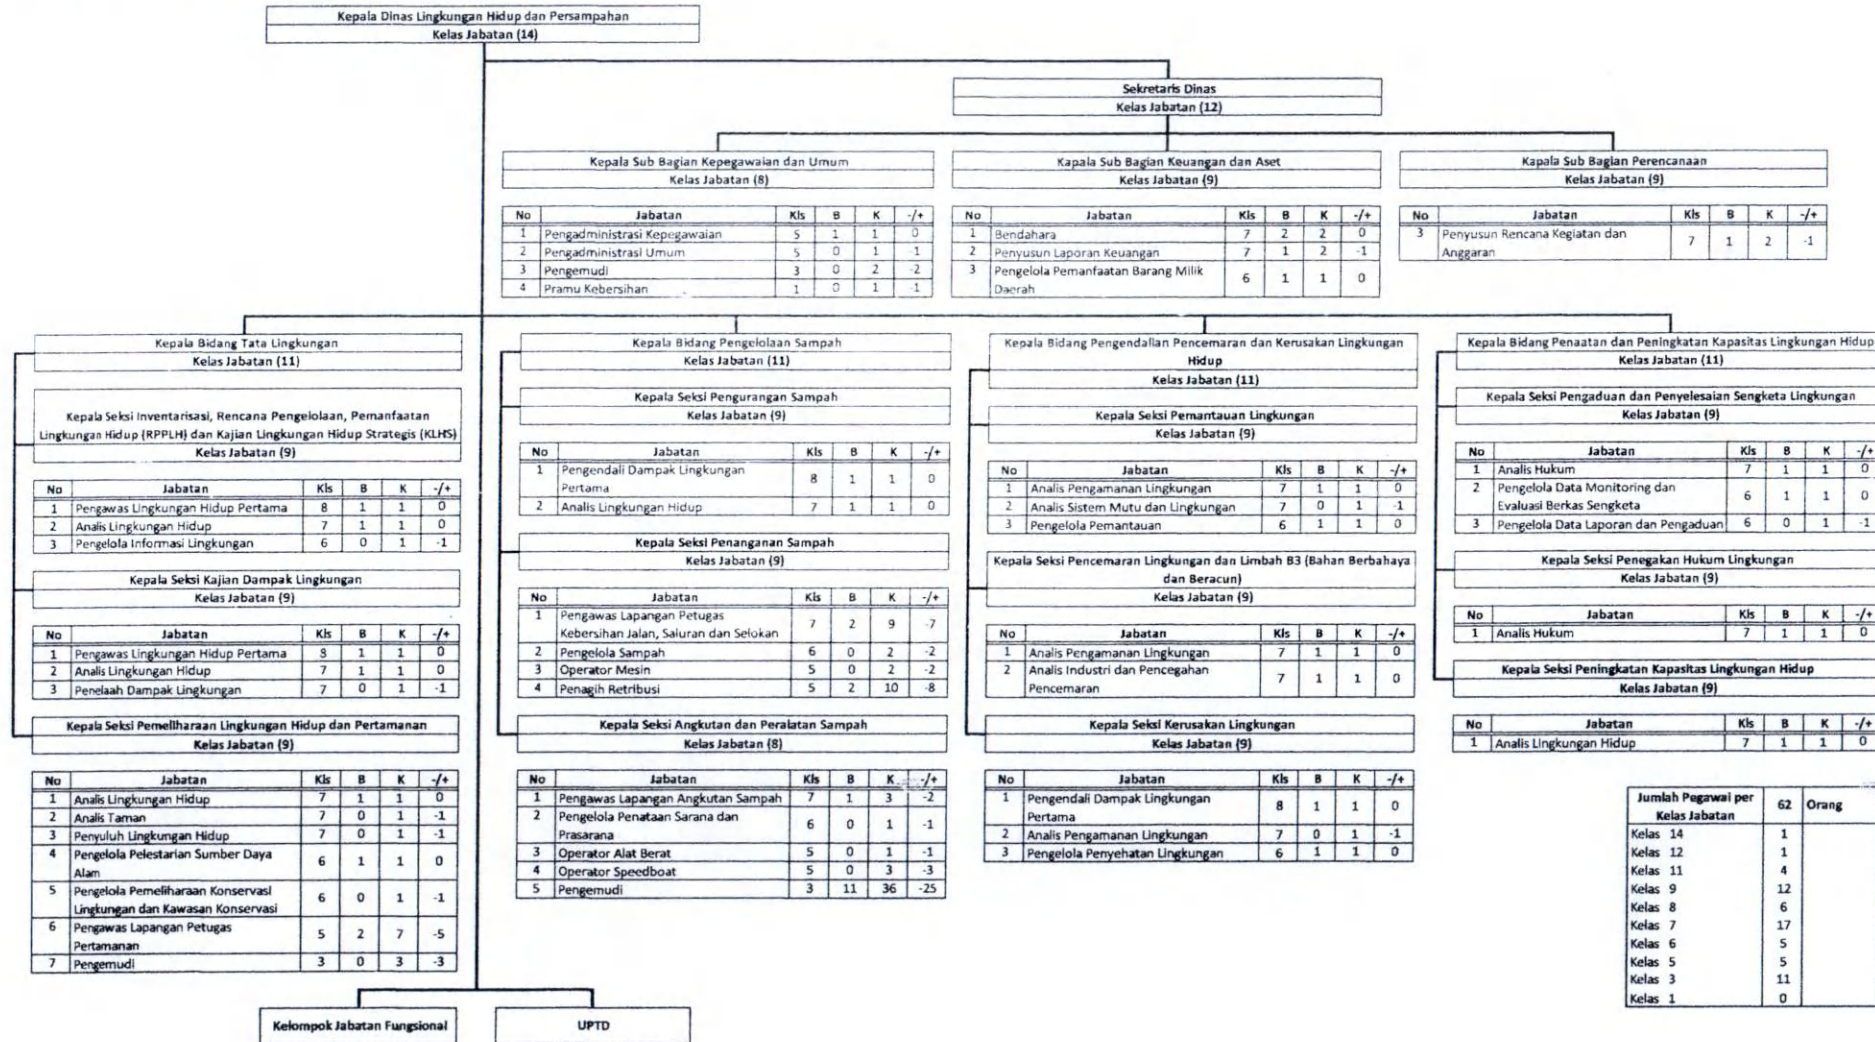 Kepala Dinas Lingkungan Hidup dan Persampahan
Kelas Jabatan (14)
Sekretaris Dinas
Kelas Jabatan (12)
Kepala Sub Bagian Kepegawaian dan Umum
Kelas Jabatan (8)
No Jabatan Kls B K -/+
1 Pengadministrasi Kepegawaian 5 1 1 0
2 Pengadministrasi Umum 5 0 1 -1
3 Pengemudi 3 0 2 -2
4 Pramu Kebersihan 1 0 1 -1
Kapala Sub Bagian Keuangan dan Aset
Kelas Jabatan (9)
No Jabatan Kls B K -/+
1 Bendahara 7 2 2 0
2 Penyusun Laporan Keuangan 7 1 2 -1
3 Pengelola Pemanfaatan Barang Milik
Daerah 6 1 1 0
Kapala Sub Bagian Perencanaan
Kelas Jabatan (9)
No Jabatan Kls B K -/+
3 Penyusun Rencana Kegiatan dan
Anggaran 7 1 2 -1
Kepala Bidang Tata Lingkungan
Kelas Jabatan (11)
Kepala Seksi Inventarisasi, Rencana Pengelolaan, Pemanfaatan
Lingkungan Hidup (RPPLH) dan Kajian Lingkungan Hidup Strategis (KLHS)
Kelas Jabatan (9)
No Jabatan Kls B K -/+
1 Pengawas Lingkungan Hidup Pertama 8 1 1 0
2 Analis Lingkungan Hidup 7 1 1 0
3 Pengelola Informasi Lingkungan 6 0 1 -1
Kepala Seksi Kajian Dampak Lingkungan
Kelas Jabatan (9)
No Jabatan Kls B K -/+
1 Pengawas Lingkungan Hidup Pertama 8 1 1 0
2 Analis Lingkungan Hidup 7 1 1 0
3 Penelaah Dampak Lingkungan 7 0 1 -1
Kepala Seksi Pemeliharaan Lingkungan Hidup dan Pertamanan
Kelas Jabatan (9)
No Jabatan Kls B K -/+
1 Analis Lingkungan Hidup 7 1 1 0
2 Analis Taman 7 0 1 -1
3 Penyuluh Lingkungan Hidup 7 0 1 -1
4 Pengelola Pelestarian Sumber Daya
Alam 6 1 1 0
5 Pengelola Pemeliharaan Konservasi
Lingkungan dan Kawasan Konservasi 6 0 1 -1
6 Pengawas Lapangan Petugas
Pertamanan 5 2 7 -5
7 Pengemudi 3 0 3 -3
Kepala Bidang Pengelolaan Sampah
Kelas Jabatan (11)
Kepala Seksi Pengurangan Sampah
Kelas Jabatan (9)
No Jabatan Kls B K -/+
1 Pengendali Dampak Lingkungan
Pertama 8 1 1 0
2 Analis Lingkungan Hidup 7 1 1 0
Kepala Seksi Penanganan Sampah
Kelas Jabatan (9)
No Jabatan Kls B K -/+
1 Pengawas Lapangan Petugas
Kebersihan Jalan, Saluran dan Selokan 7 2 9 -7
2 Pengelola Sampah 6 0 2 -2
3 Operator Mesin 5 0 2 -2
4 Penagih Retribusi 5 2 10 -8
Kepala Seksi Angkutan dan Peralatan Sampah
Kelas Jabatan (8)
No Jabatan Kls B K -/+
1 Pengawas Lapangan Angkutan Sampah 7 1 3 -2
2 Pengelola Penataan Sarana dan
Prasarana 6 0 1 -1
3 Operator Alat Berat 5 0 1 -1
4 Operator Speedboat 5 0 3 -3
5 Pengemudi 3 11 36 -25
Kepala Bidang Pengendalian Pencemaran dan Kerusakan Lingkungan
Hidup
Kelas Jabatan (11)
Kepala Seksi Pemantauan Lingkungan
Kelas Jabatan (9)
No Jabatan Kls B K -/+
1 Analis Pengamanan Lingkungan 7 1 1 0
2 Analis Sistem Mutu dan Lingkungan 7 0 1 -1
3 Pengelola Pemantauan 6 1 1 0
Kepala Seksi Pencemaran Lingkungan dan Limbah B3 (Bahan Berbahaya
dan Beracun)
Kelas Jabatan (9)
No Jabatan Kls B K -/+
1 Analis Pengamanan Lingkungan 7 1 1 0
2 Analis Industri dan Pencegahan
Pencemaran 7 1 1 0
Kepala Seksi Kerusakan Lingkungan
Kelas Jabatan (9)
No Jabatan Kls B K -/+
1 Pengendali Dampak Lingkungan
Pertama 8 1 1 0
2 Analis Pengamanan Lingkungan 7 0 1 -1
3 Pengelola Penyehatan Lingkungan 6 1 1 0
Kepala Bidang Penaatan dan Peningkatan Kapasitas Lingkungan Hidup
Kelas Jabatan (11)
Kepala Seksi Pengaduan dan Penyelesaian Sengketa Lingkungan
Kelas Jabatan (9)
No Jabatan Kls B K -/+
1 Analis Hukum 7 1 1 0
2 Pengelola Data Monitoring dan
Evaluasi Berkas Sengketa 6 1 1 0
3 Pengelola Data Laporan dan Pengaduan 6 0 1 -1
Kepala Seksi Penegakan Hukum Lingkungan
Kelas Jabatan (9)
No Jabatan Kls B K -/+
1 Analis Hukum 7 1 1 0
Kepala Seksi Peningkatan Kapasitas Lingkungan Hidup
Kelas Jabatan (9)
No Jabatan Kls B K -/+
1 Analis Lingkungan Hidup 7 1 1 0
Jumlah Pegawai per
Kelas Jabatan 62 Orang
Kelas 14 1
Kelas 12 1
Kelas 11 4
Kelas 9 12
Kelas 8 6
Kelas 7 17
Kelas 6 5
Kelas 5 5
Kelas 3 11
Kelas 1 0
Kelompok Jabatan Fungsional
UPTD